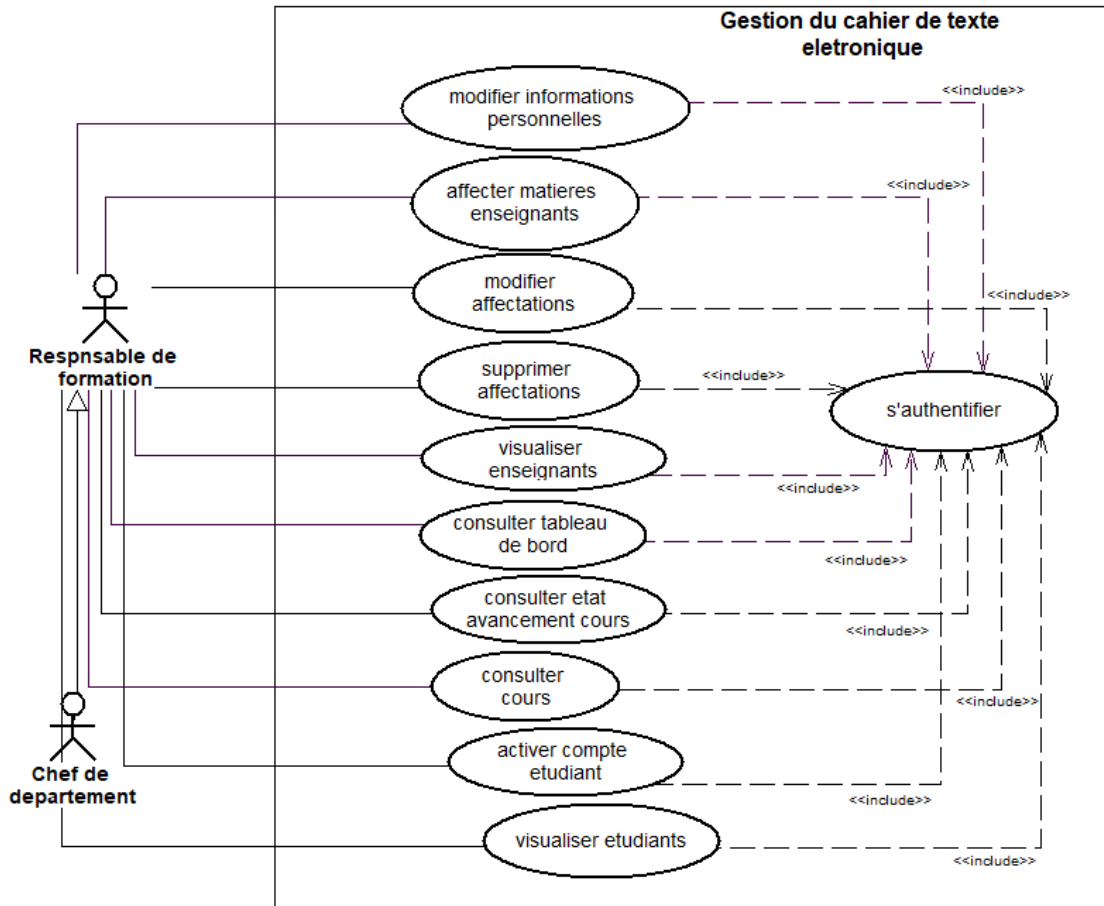 Gestion du cahier de texte
eletronique
modifier informations
personnelles
<<include>>
affecter matieres
enseignants
<<include>>
modifier
affectations
<<include>>
Respnsable de
formation
supprimer
affectations
<<include>>
s'authentifier
visualiser
enseignants
<<include>>
consulter tableau
de bord
<<include>>
consulter etat
avancement cours
<<include>>
consulter
cours
<<include>>
Chef de
departement
activer compte
etudiant
<<include>>
visualiser etudiants
<<include>>